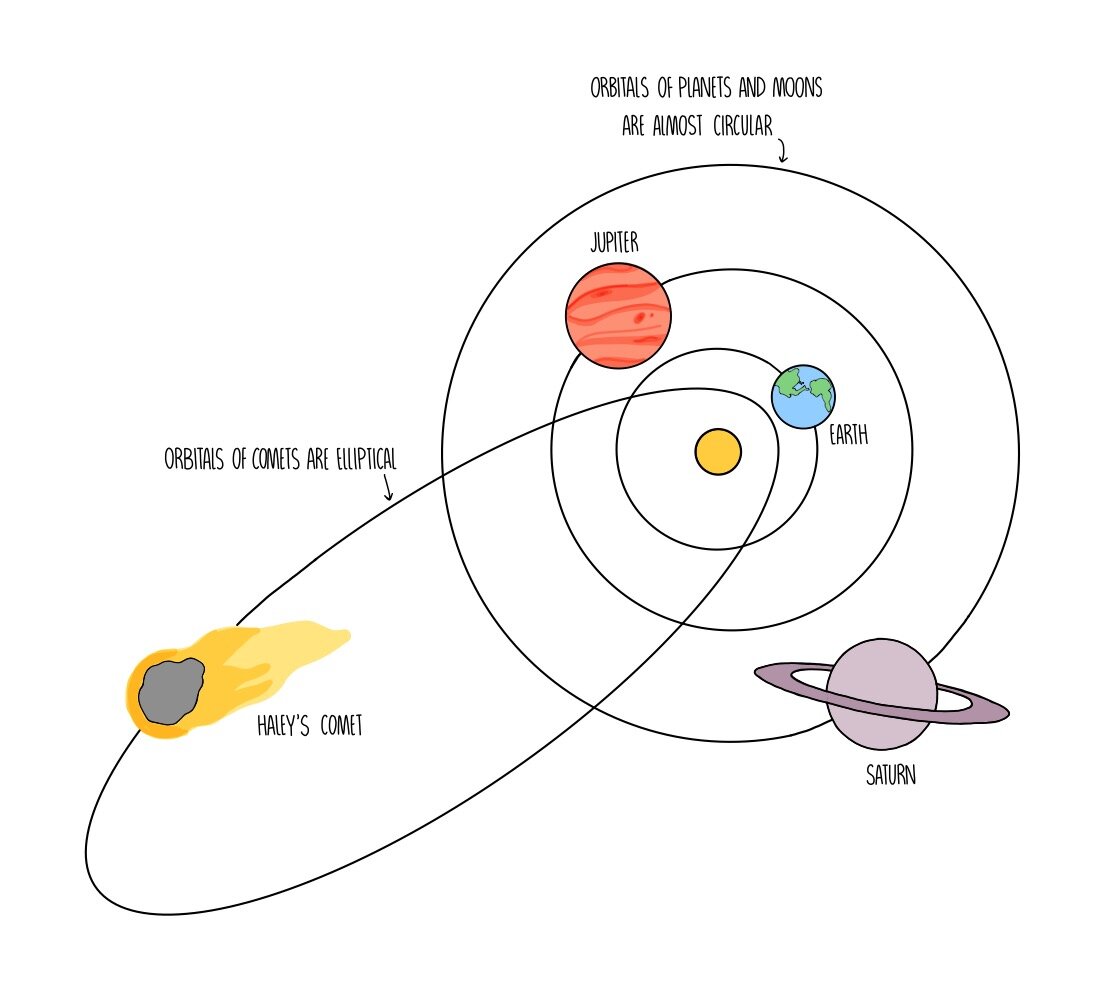 ORBITALS OF PLANETS AND MOONS
ARE ALMOST CIRCULAR
JUPITER
EARTH
ORBITALS OF COMETS ARE ELLIPTICAL
HALEY'S COMET
SATURN